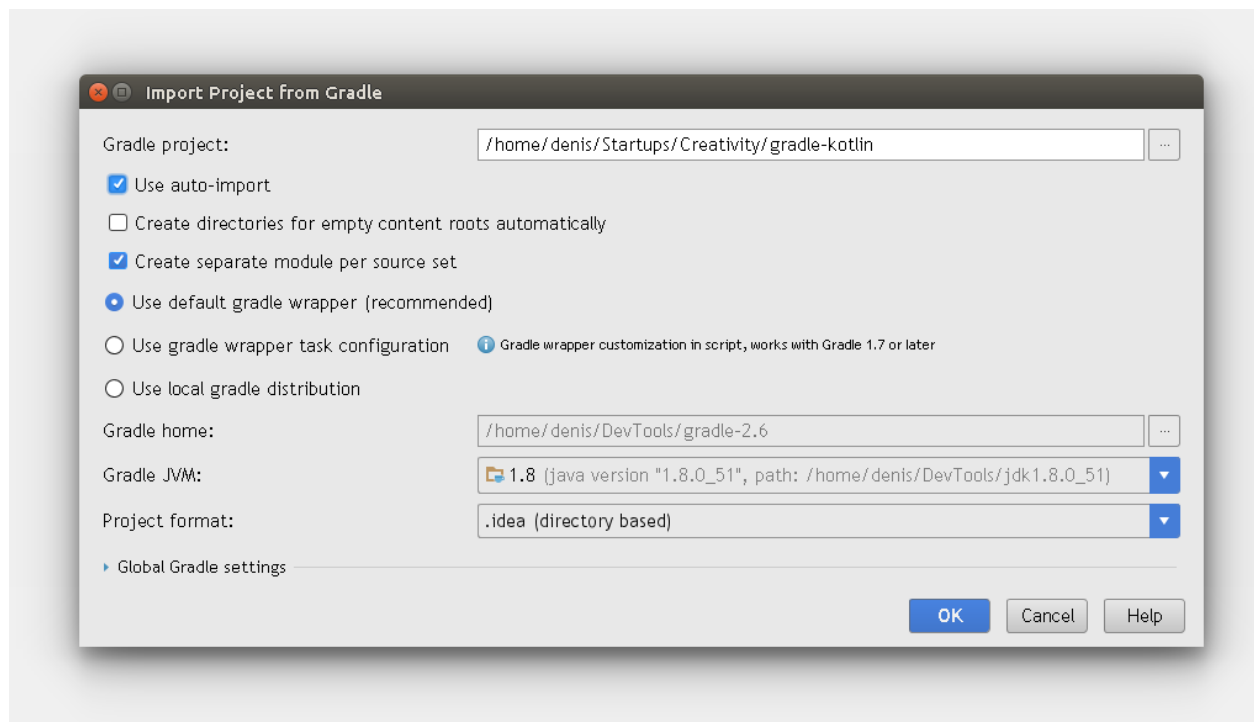 Import Project from Gradle
Gradle project: /home/denis/Startups/Creativity/gradle-kotlin ...
Use auto-import
Create directories for empty content roots automatically
Create separate module per source set
Use default gradle wrapper (recommended)
Use gradle wrapper task configuration Gradle wrapper customization in script, works with Gradle 1.7 or later
Use local gradle distribution
Gradle home: /home/denis/DevTools/gradle-2.6 ...
Gradle JVM: 1.8 (java version "1.8.0_51", path: /home/denis/DevTools/jdk1.8.0_51)
Project format: .idea (directory based)
Global Gradle settings
OK Cancel Help